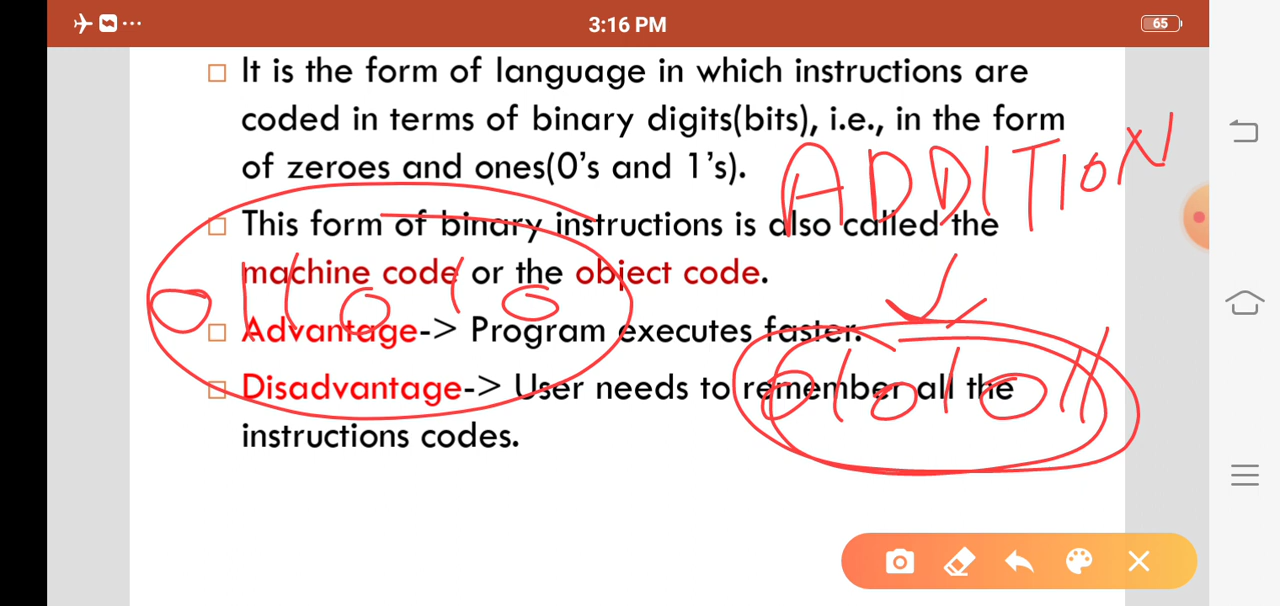 3:16 PM
65
It is the form of language in which instructions are
coded in terms of binary digits(bits), i.e., in the form
of zeroes and ones(0's and 1's).
ADDITION
This form of binary instructions is also called the
machine code or the object code.
0110100
Advantage-> Program executes faster.
Disadvantage-> User needs to remember all the
0101011
instructions codes.